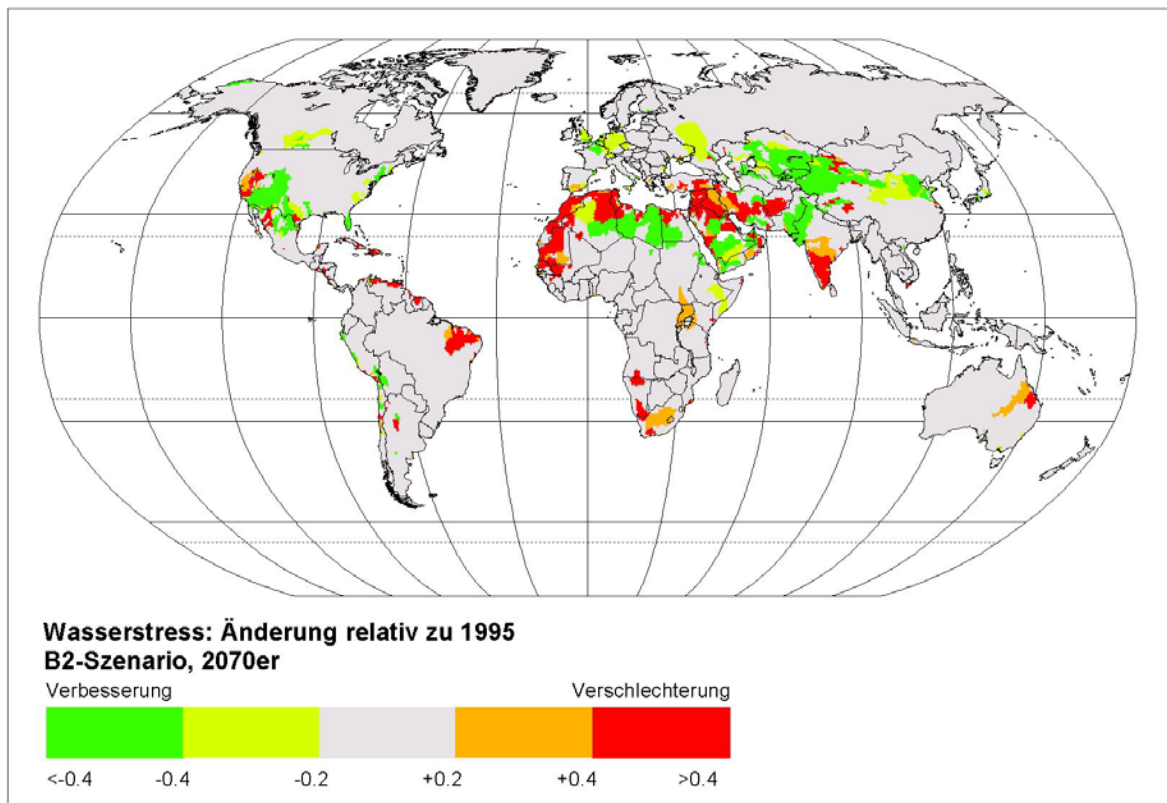 Wasserstress: Änderung relativ zu 1995
B2-Szenario, 2070er
Verbesserung Verschlechterung
<-0.4 -0.4 -0.2 +0.2 +0.4 >0.4